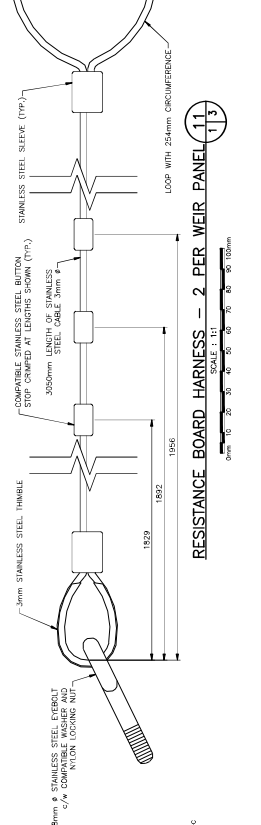 8mm ø STAINLESS STEEL EYEBOLT
c/w COMPATIBLE WASHER AND
NYLON LOCKING NUT
3mm STAINLESS STEEL THIMBLE
COMPATIBLE STAINLESS STEEL BUTTON
STOP CRIMPED AT LENGTHS SHOWN (TYP.)
3050mm LENGTH OF STAINLESS
STEEL CABLE 3mm ø
STAINLESS STEEL SLEEVE (TYP.)
LOOP WITH 254mm CIRCUMFERENCE
1829
1892
1956
RESISTANCE BOARD HARNESS - 2 PER WEIR PANEL
11
1 3
SCALE : 1:1
0mm 10 20 30 40 50 60 70 80 90 100mm